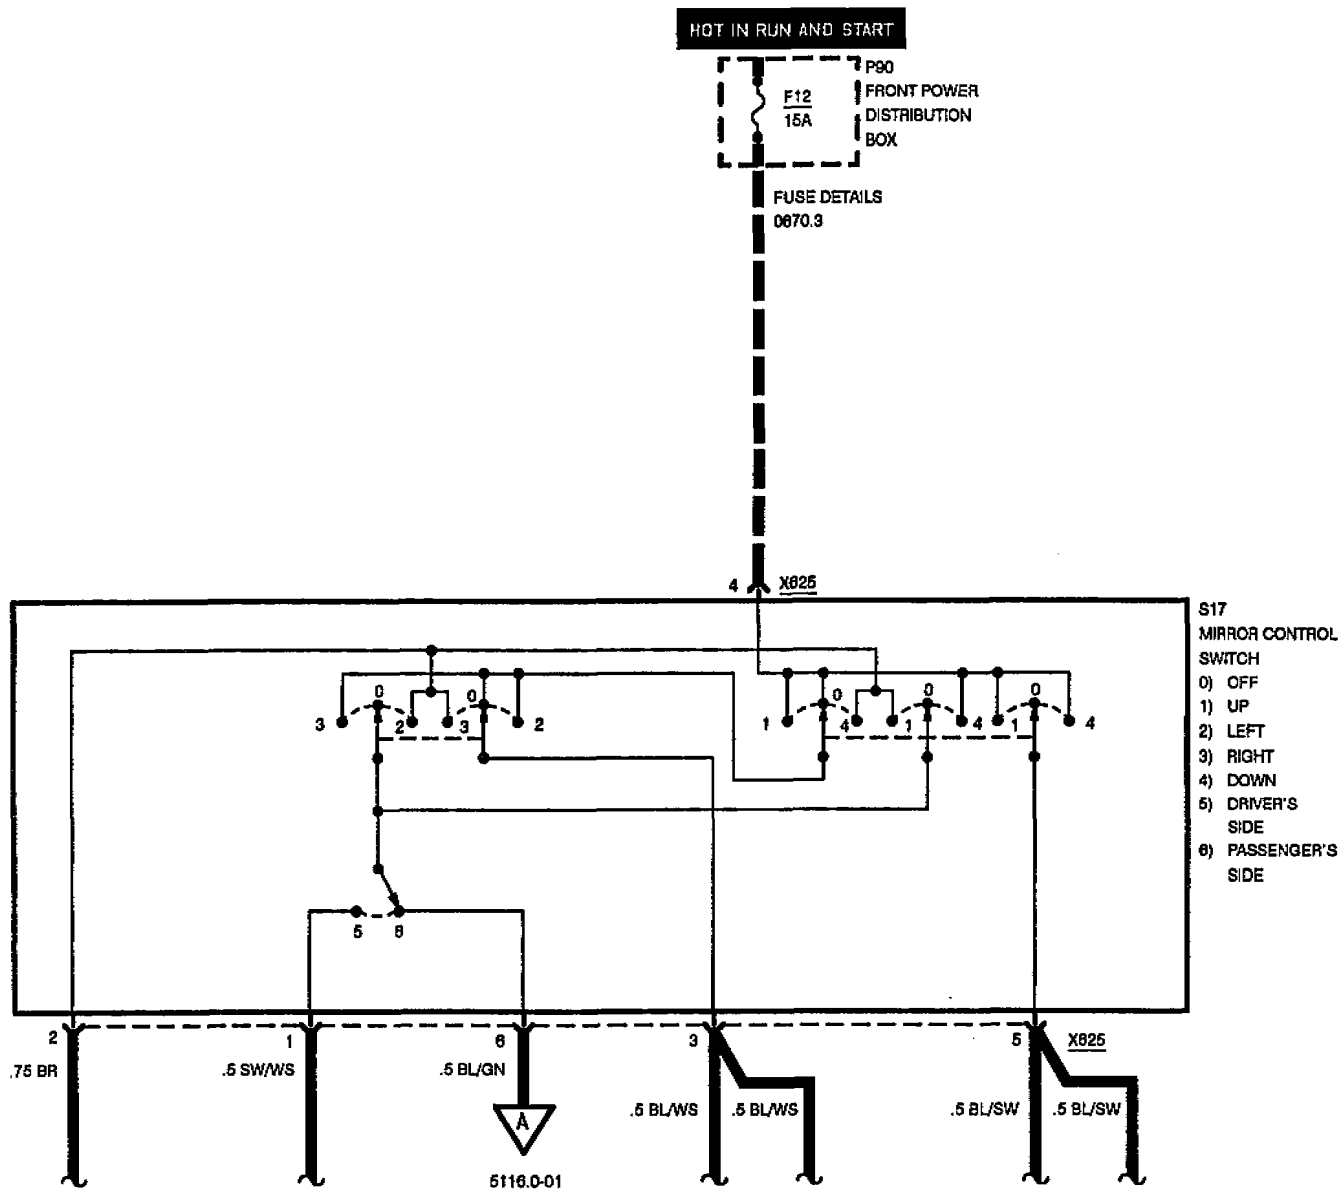 HOT IN RUN AND START
P90
FRONT POWER
DISTRIBUTION
BOX
F12
15A
FUSE DETAILS
0670.3
4 X625
S17
MIRROR CONTROL
SWITCH
0) OFF
1) UP
2) LEFT
3) RIGHT
4) DOWN
5) DRIVER'S
SIDE
6) PASSENGER'S
SIDE
0 0 0 0 0
3 2 3 2 1 4 1 4 1 4
5 6
2 1 6 3 5 X625
.75 BR .5 SW/WS .5 BL/GN
.5 BL/WS .5 BL/WS .5 BL/SW .5 BL/SW
A
5116.0-01